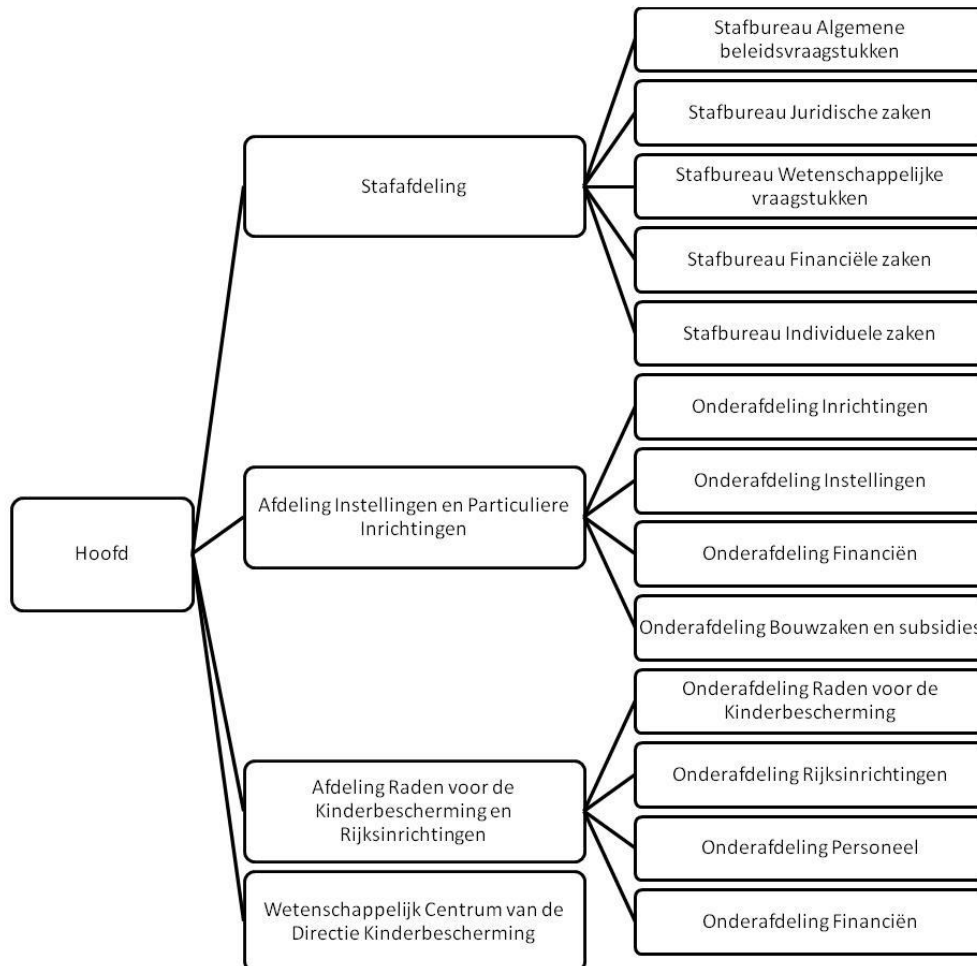 Hoofd
Stafafdeling
Stafbureau Algemene
beleidsvraagstukken
Stafbureau Juridische zaken
Stafbureau Wetenschappelijke
vraagstukken
Stafbureau Financiële zaken
Stafbureau Individuele zaken
Afdeling Instellingen en Particuliere
Inrichtingen
Onderafdeling Inrichtingen
Onderafdeling Instellingen
Onderafdeling Financiën
Onderafdeling Bouwzaken en subsidies
Afdeling Raden voor de
Kinderbescherming en
Rijksinrichtingen
Onderafdeling Raden voor de
Kinderbescherming
Onderafdeling Rijksinrichtingen
Onderafdeling Personeel
Onderafdeling Financiën
Wetenschappelijk Centrum van de
Directie Kinderbescherming